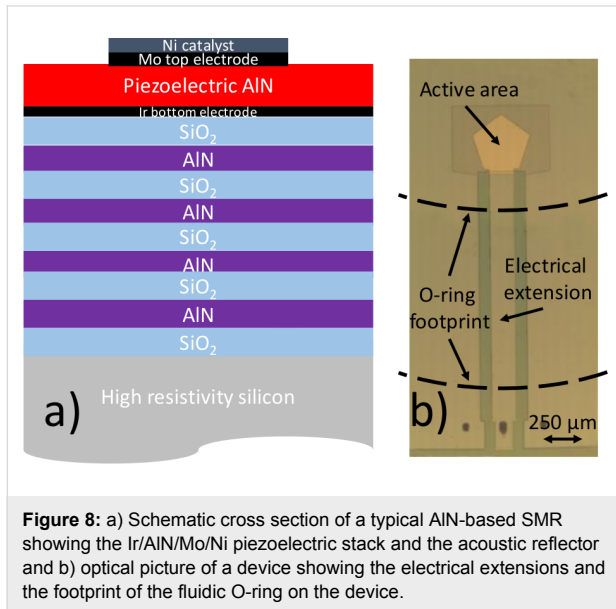 Ni catalyst
Mo top electrode
Piezoelectric AlN
Ir bottom electrode
SiO₂
AlN
SiO₂
AlN
SiO₂
AlN
SiO₂
AlN
SiO₂
High resistivity silicon
a)
Active area
Electrical
extension
O-ring
footprint
b)
250 µm
Figure 8: a) Schematic cross section of a typical AlN-based SMR
showing the Ir/AlN/Mo/Ni piezoelectric stack and the acoustic reflector
and b) optical picture of a device showing the electrical extensions and
the footprint of the fluidic O-ring on the device.